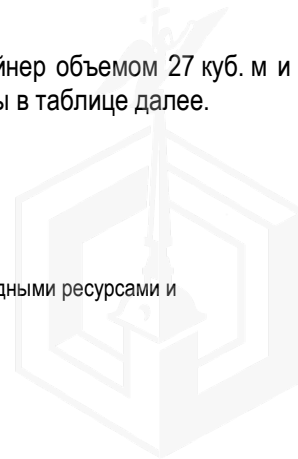 йнер объемом 27 куб. м и
ы в таблице далее.
дными ресурсами и